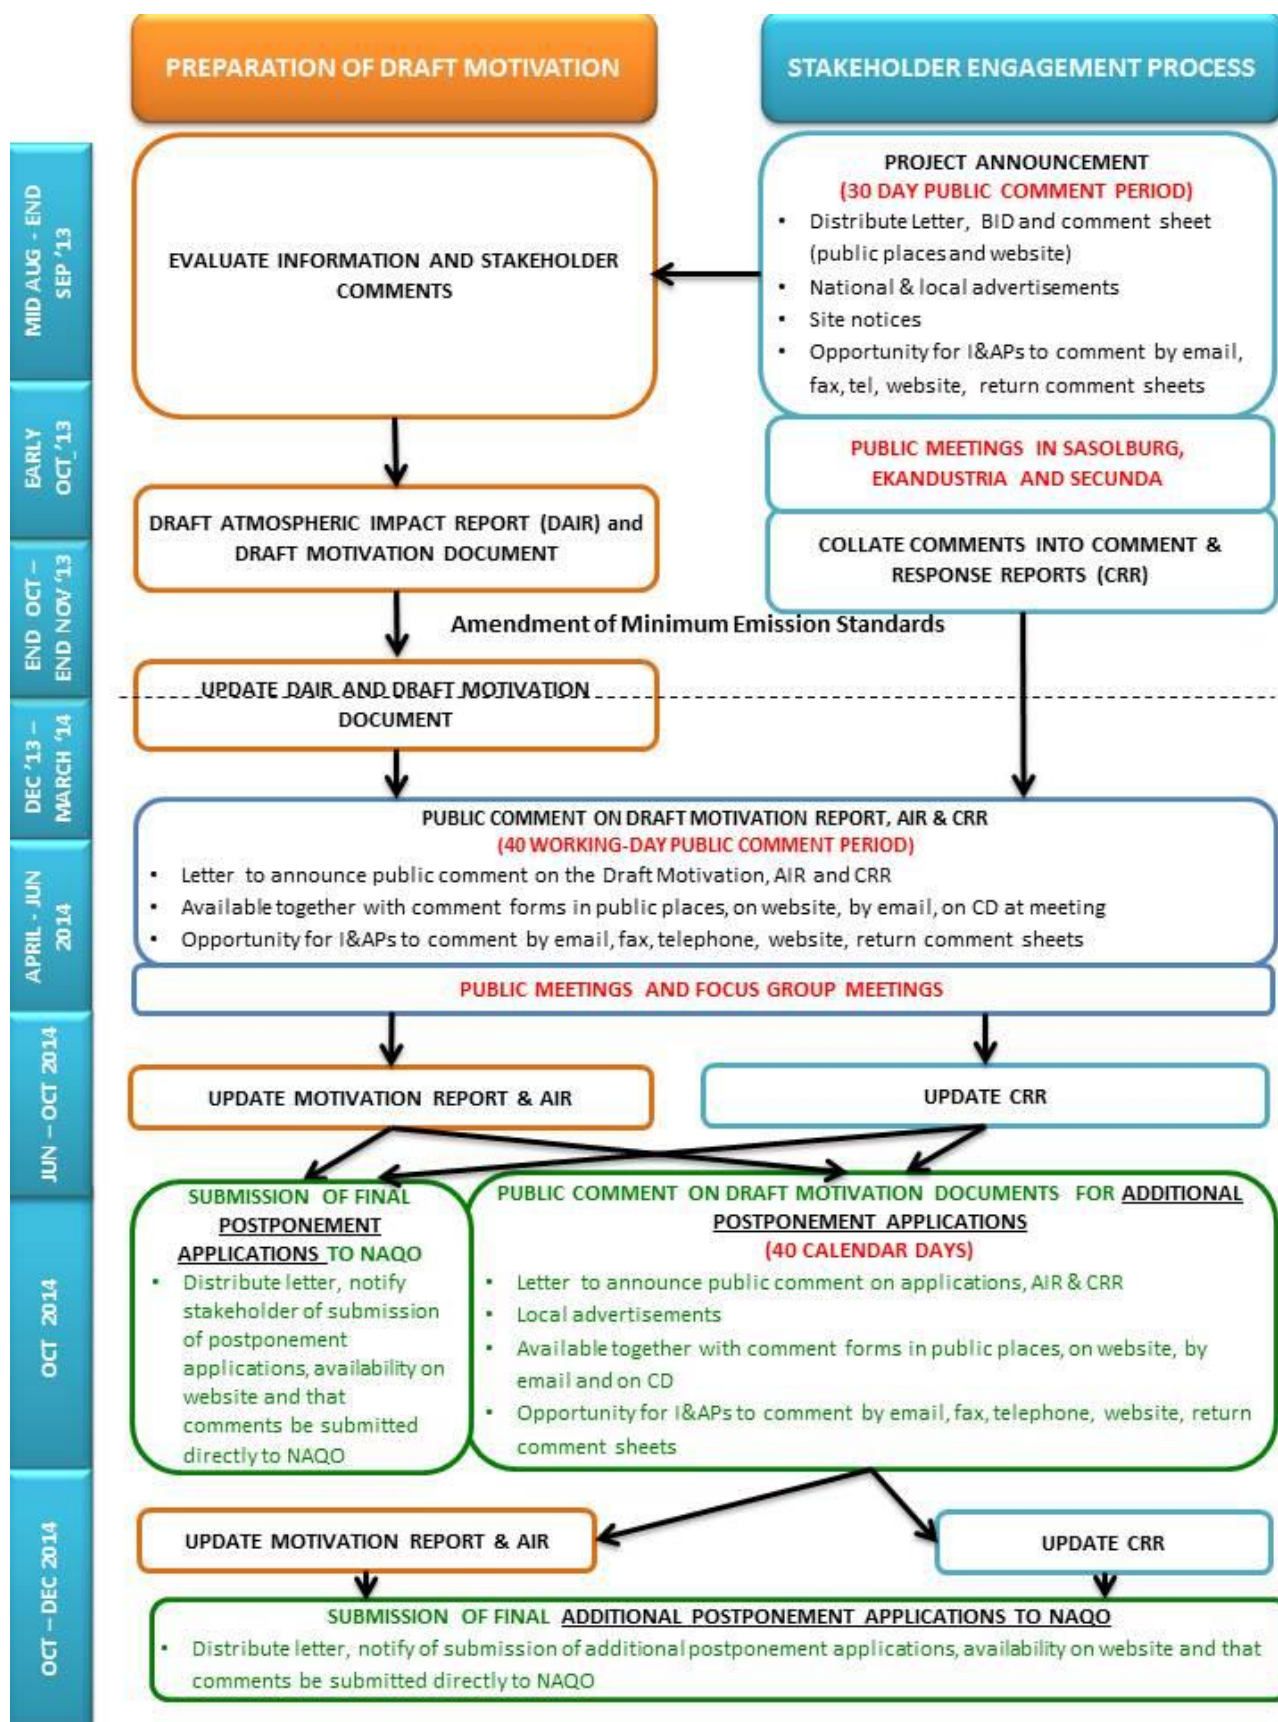 PREPARATION OF DRAFT MOTIVATION
STAKEHOLDER ENGAGEMENT PROCESS
MID AUG - END
SEP '13
EVALUATE INFORMATION AND STAKEHOLDER
COMMENTS
PROJECT ANNOUNCEMENT
(30 DAY PUBLIC COMMENT PERIOD)
• Distribute Letter, BID and comment sheet
(public places and website)
• National & local advertisements
• Site notices
• Opportunity for I&APs to comment by email,
fax, tel, website, return comment sheets
EARLY
OCT '13
PUBLIC MEETINGS IN SASOLBURG,
EKANDUSTRIA AND SECUNDA
DRAFT ATMOSPHERIC IMPACT REPORT (DAIR) and
DRAFT MOTIVATION DOCUMENT
COLLATE COMMENTS INTO COMMENT &
RESPONSE REPORTS (CRR)
END OCT –
END NOV '13
Amendment of Minimum Emission Standards
UPDATE DAIR AND DRAFT MOTIVATION
DOCUMENT
DEC '13 –
MARCH '14
PUBLIC COMMENT ON DRAFT MOTIVATION REPORT, AIR & CRR
(40 WORKING-DAY PUBLIC COMMENT PERIOD)
• Letter to announce public comment on the Draft Motivation, AIR and CRR
• Available together with comment forms in public places, on website, by email, on CD at meeting
• Opportunity for I&APs to comment by email, fax, telephone, website, return comment sheets
APRIL - JUN
2014
PUBLIC MEETINGS AND FOCUS GROUP MEETINGS
JUN – OCT 2014
UPDATE MOTIVATION REPORT & AIR
UPDATE CRR
OCT 2014
SUBMISSION OF FINAL
POSTPONEMENT
APPLICATIONS TO NAQO
• Distribute letter, notify
stakeholder of submission
of postponement
applications, availability on
website and that
comments be submitted
directly to NAQO
PUBLIC COMMENT ON DRAFT MOTIVATION DOCUMENTS FOR ADDITIONAL
POSTPONEMENT APPLICATIONS
(40 CALENDAR DAYS)
• Letter to announce public comment on applications, AIR & CRR
• Local advertisements
• Available together with comment forms in public places, on website, by
email and on CD
• Opportunity for I&APs to comment by email, fax, telephone, website, return
comment sheets
OCT – DEC 2014
UPDATE MOTIVATION REPORT & AIR
UPDATE CRR
SUBMISSION OF FINAL ADDITIONAL POSTPONEMENT APPLICATIONS TO NAQO
• Distribute letter, notify of submission of additional postponement applications, availability on website and that
comments be submitted directly to NAQO